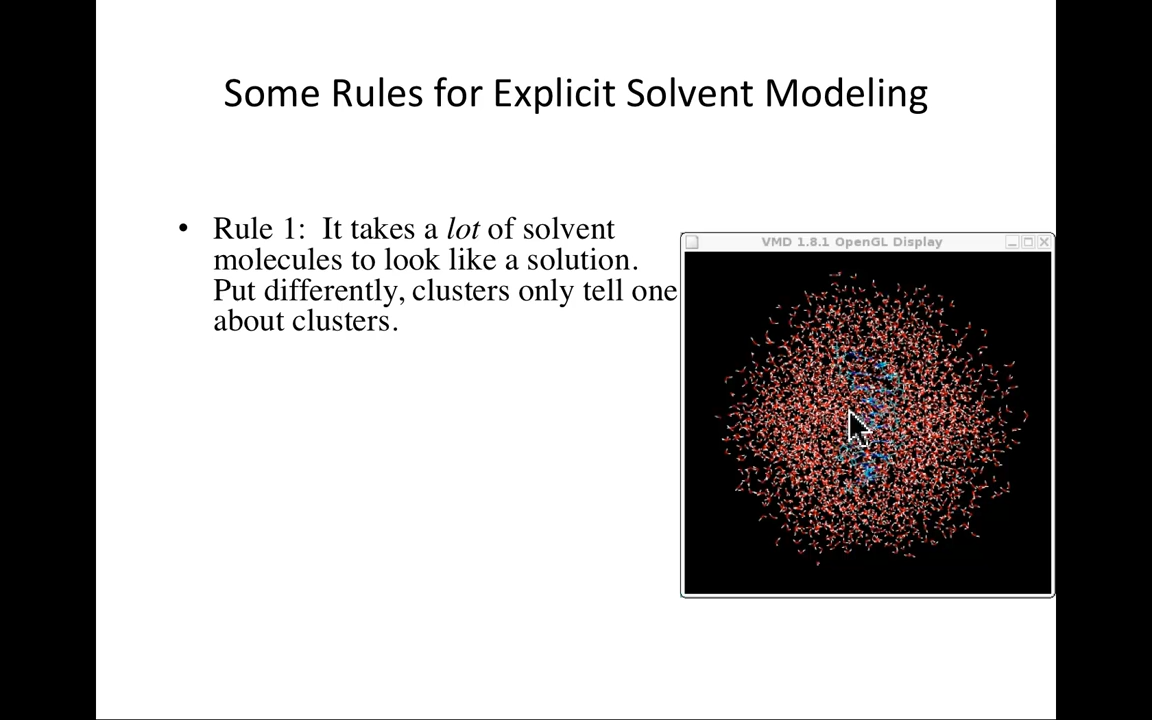 Some Rules for Explicit Solvent Modeling
• Rule 1: It takes a lot of solvent
molecules to look like a solution.
Put differently, clusters only tell one
about clusters.
VMD 1.8.1 OpenGL Display